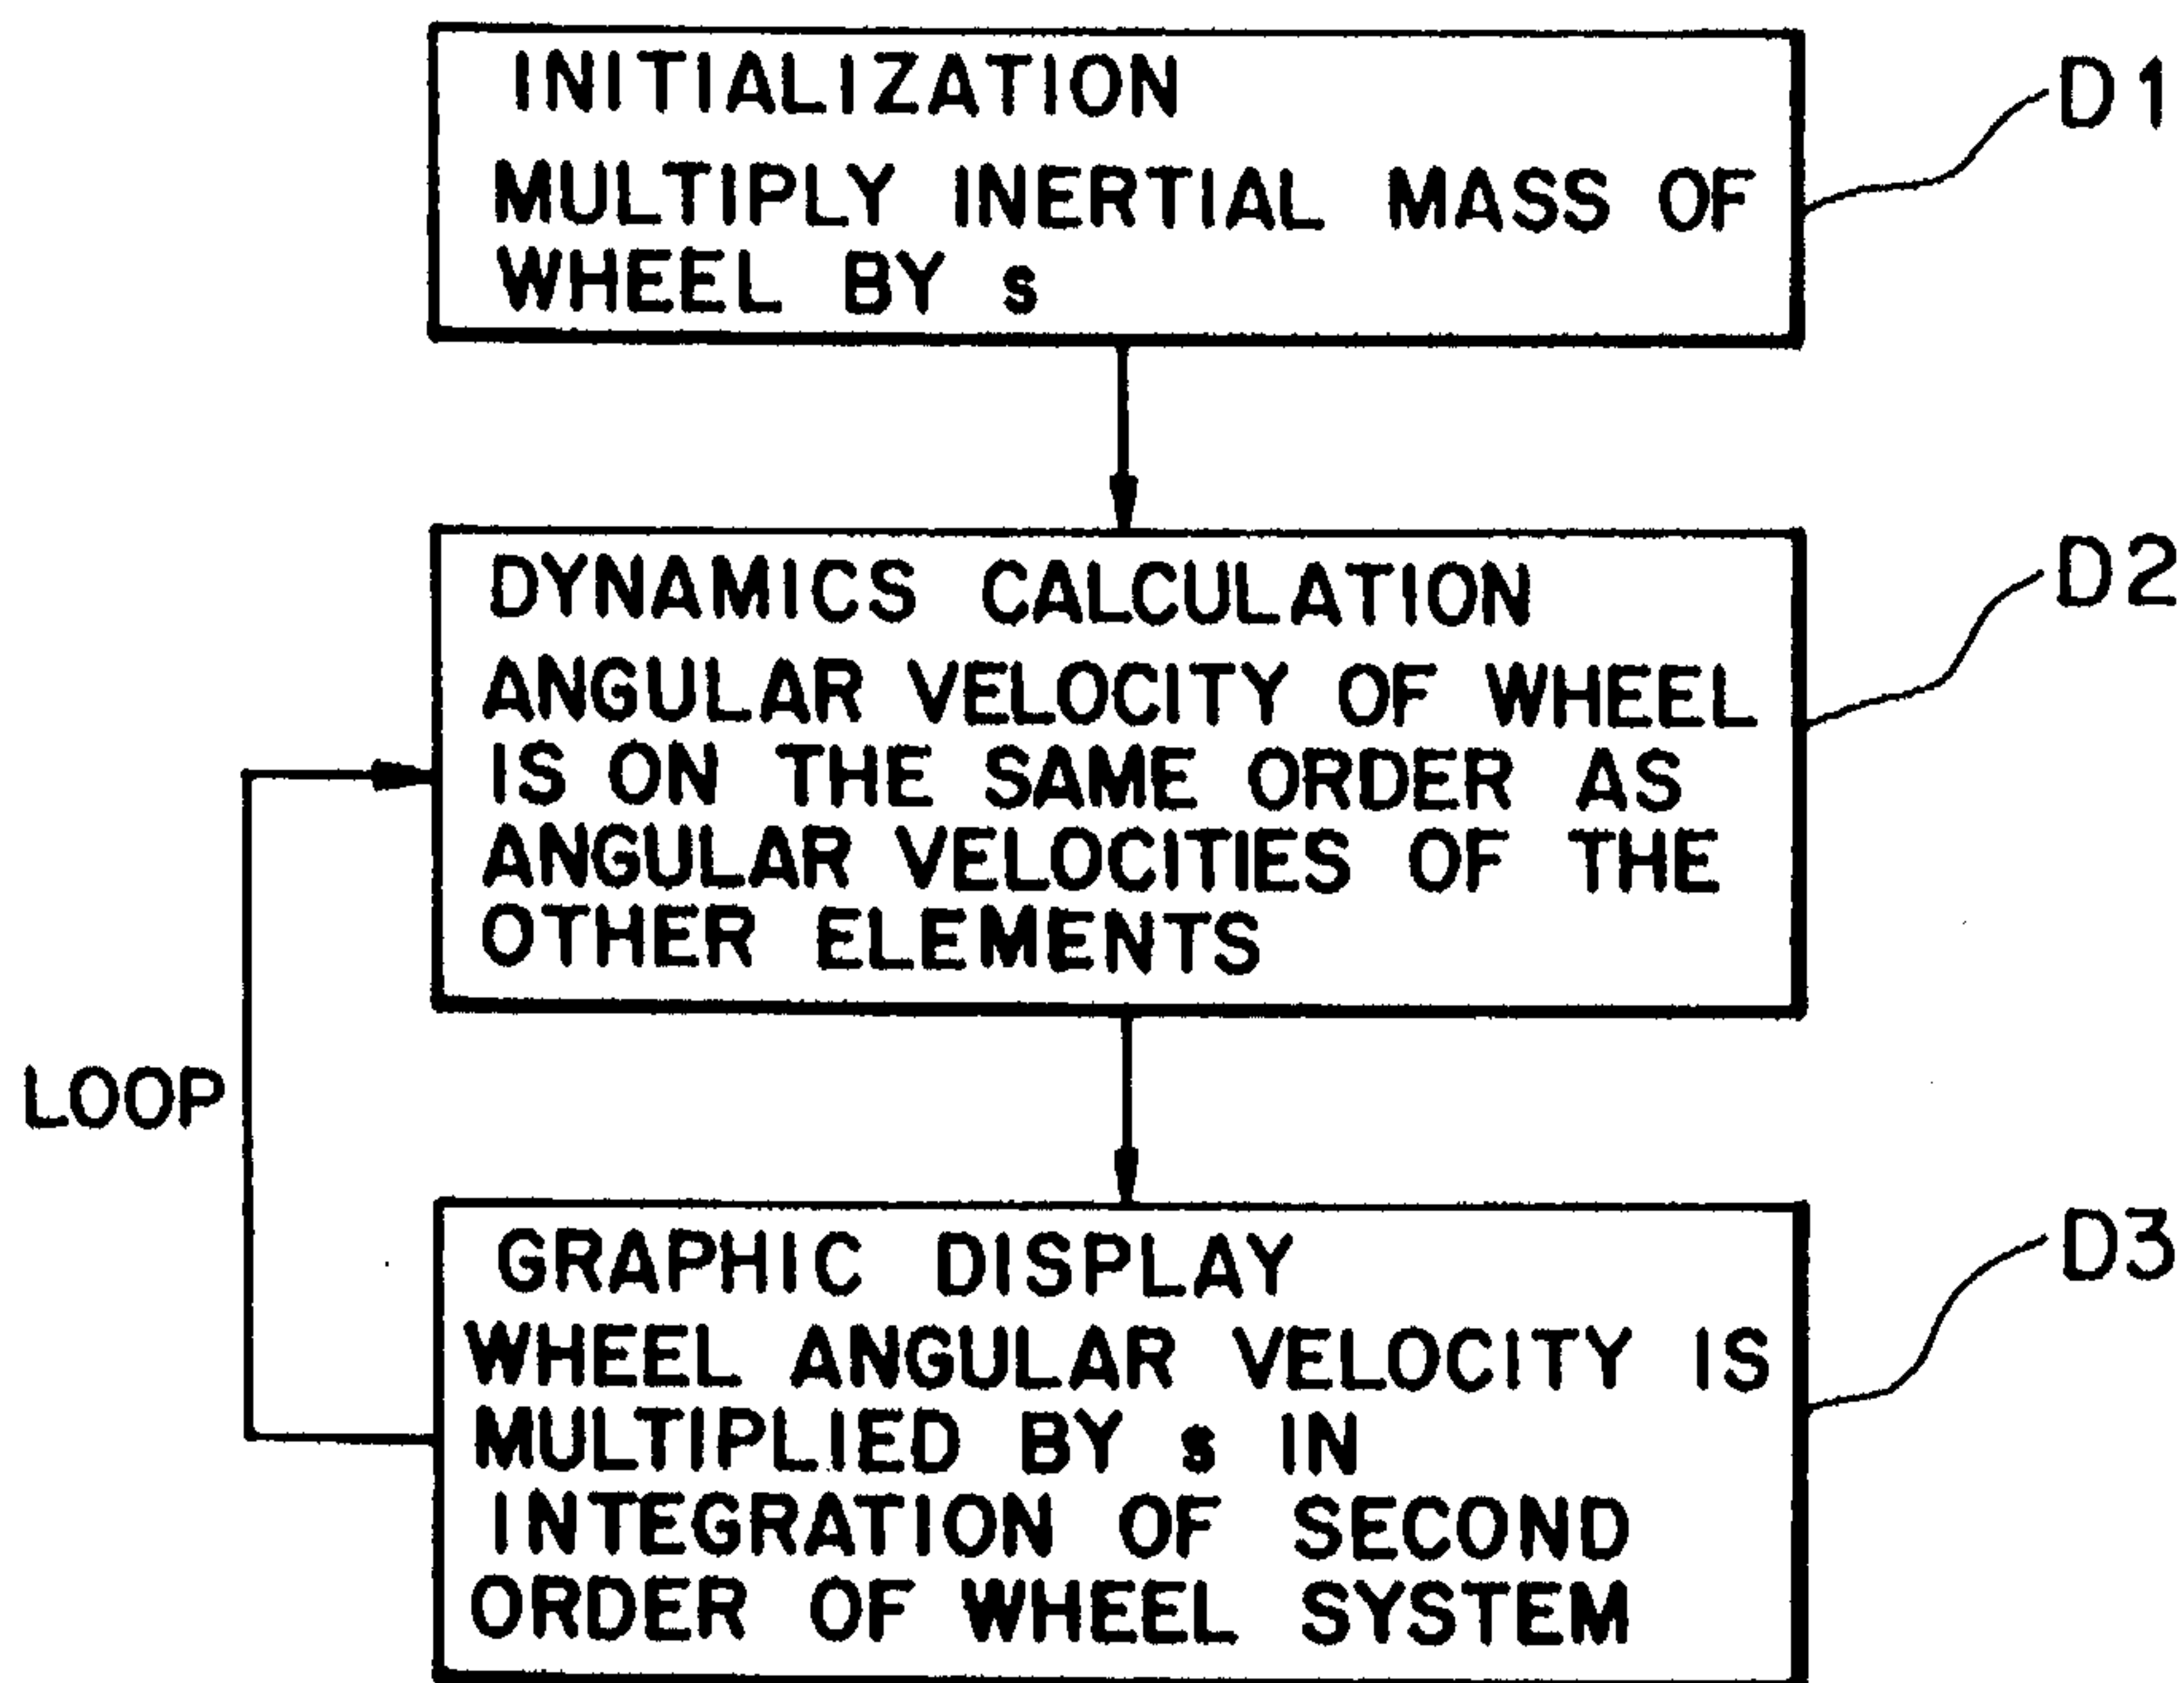 INITIALIZATION
MULTIPLY INERTIAL MASS OF
WHEEL BY s
D1
DYNAMICS CALCULATION
ANGULAR VELOCITY OF WHEEL
IS ON THE SAME ORDER AS
ANGULAR VELOCITIES OF THE
OTHER ELEMENTS
D2
LOOP
GRAPHIC DISPLAY
WHEEL ANGULAR VELOCITY IS
MULTIPLIED BY s IN
INTEGRATION OF SECOND
ORDER OF WHEEL SYSTEM
D3